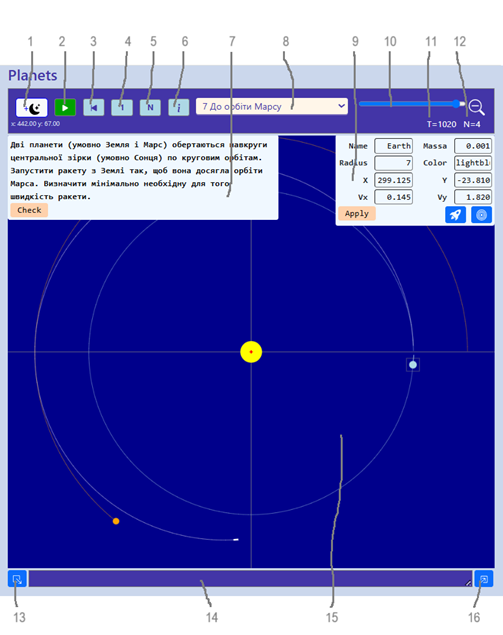 1 2 3 4 5 6 7 8 9 10 11 12
Planets
1 N i 7 До орбіти Марсу
x: 442.00 y: 67.00 T=1020 N=4
Дві планети (умовно Земля і Марс) обертаються навкруги
центральної зірки (умовно Сонця) по круговим орбітам.
Запустити ракету з Землі так, щоб вона досягла орбіти
Марса. Визначити мінімально необхідну для того
швидкість ракети.
Check
Name Earth Massa 0.001
Radius 7 Color lightbl
X 299.125 Y -23.810
Vx 0.145 Vy 1.820
Apply
13 14 15 16